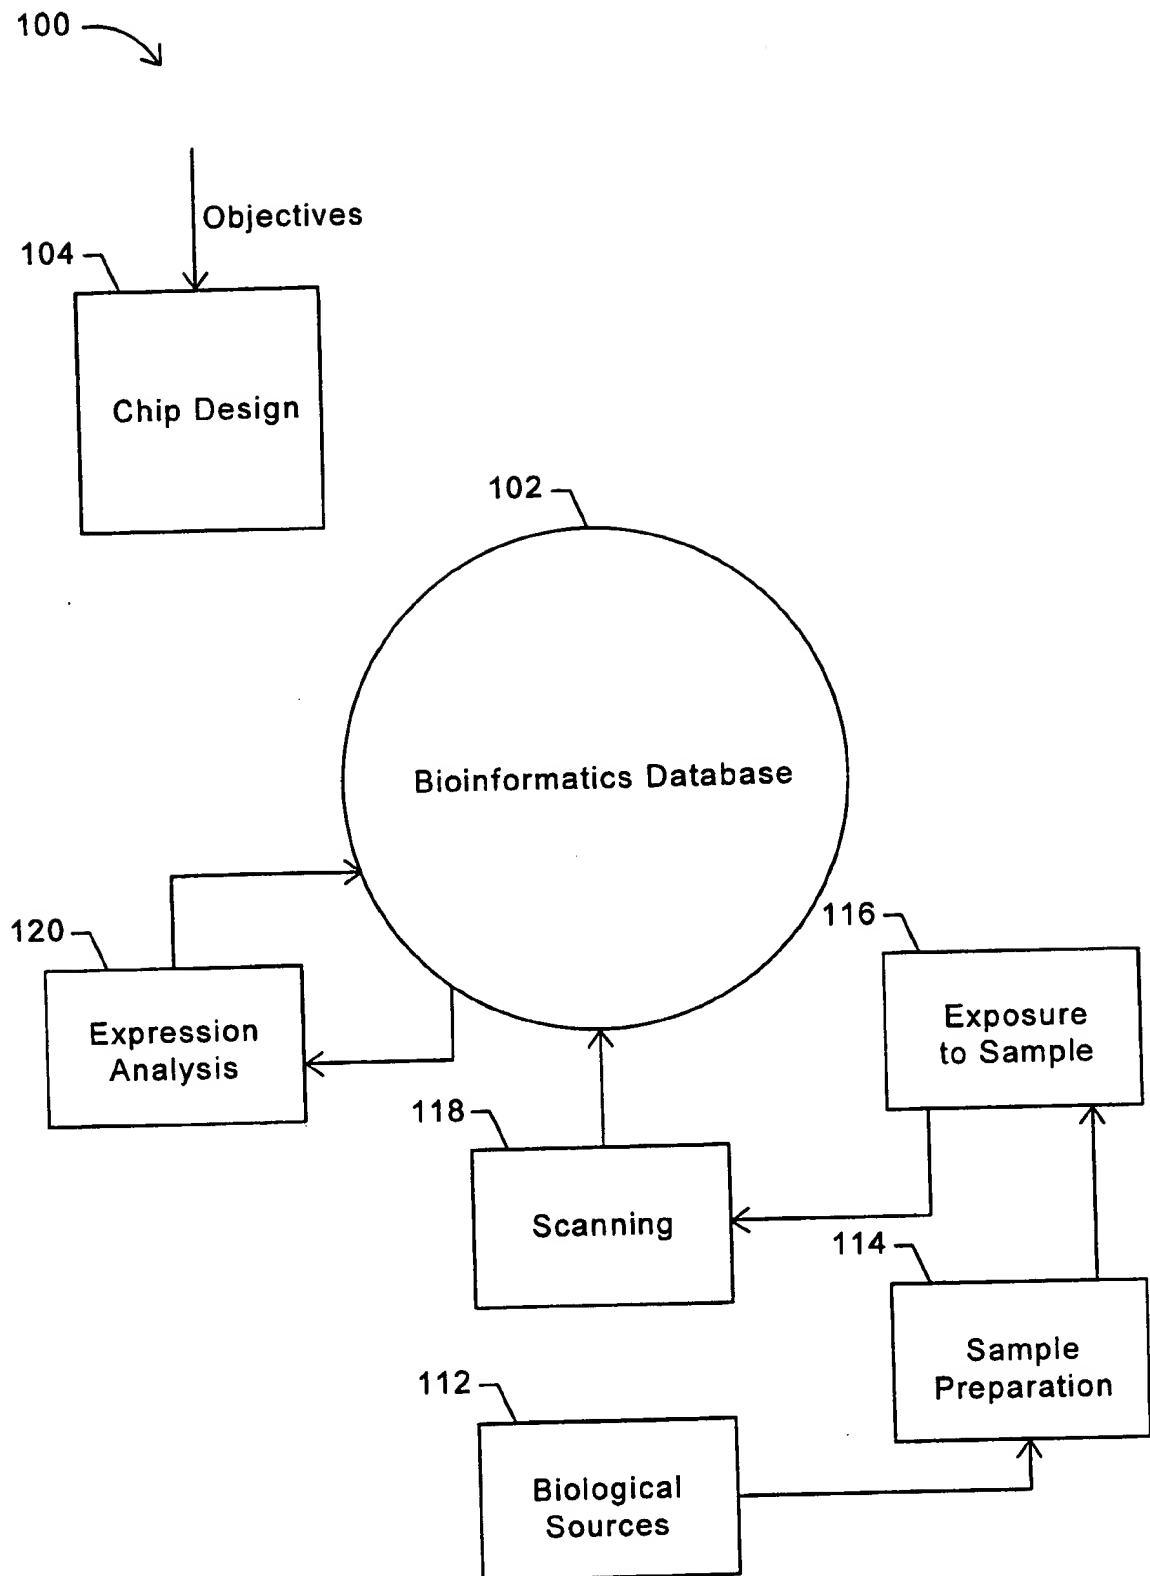 100
Objectives
104
Chip Design
102
Bioinformatics Database
116
120
Exposure
to Sample
Expression
Analysis
118
Scanning
114
Sample
Preparation
112
Biological
Sources